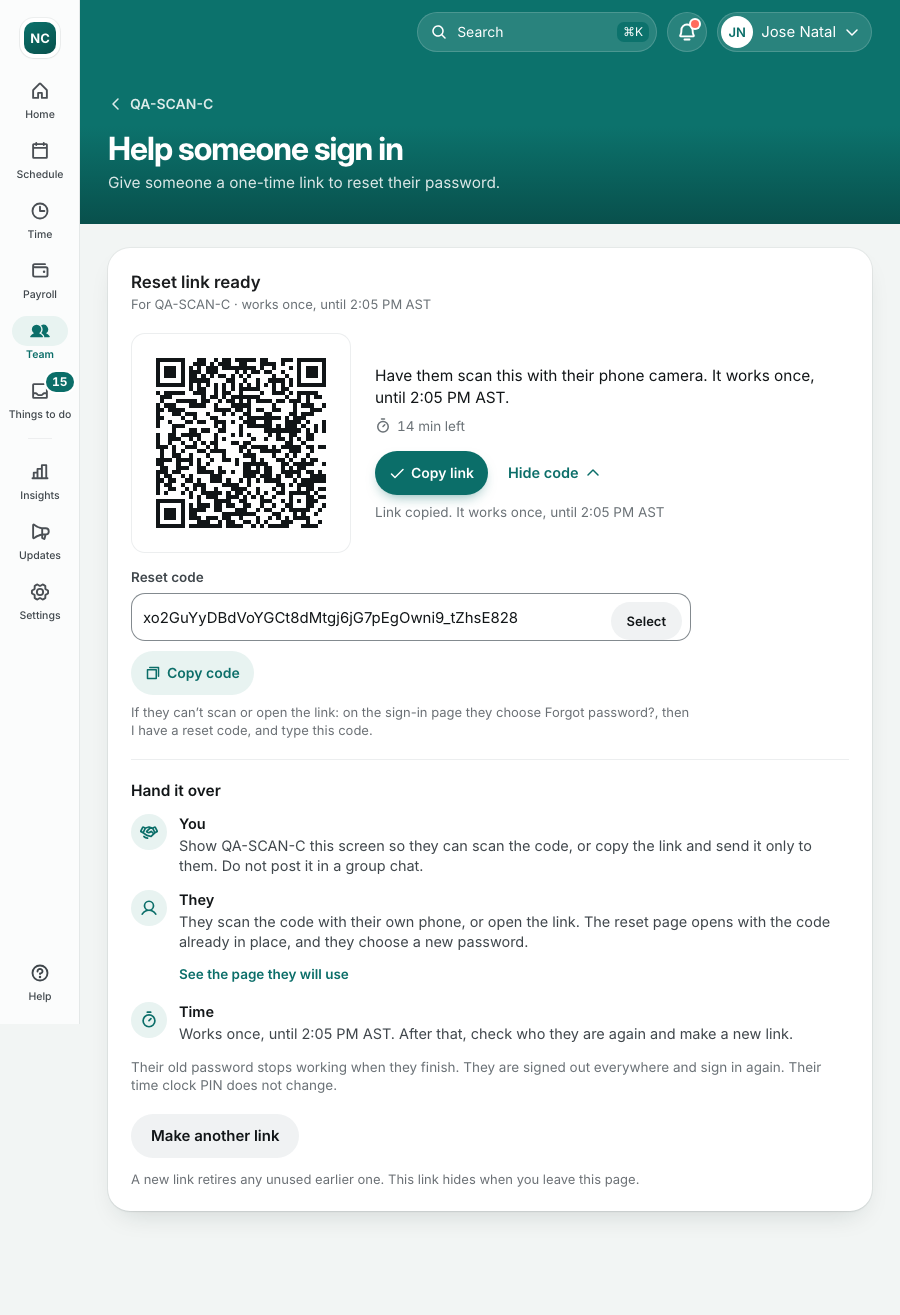 NC
Home
Schedule
Time
Payroll
Team
15
Things to do
Insights
Updates
Settings
Help
Search
⌘K
JN
Jose Natal
QA-SCAN-C
Help someone sign in
Give someone a one-time link to reset their password.
Reset link ready
For QA-SCAN-C · works once, until 2:05 PM AST
Have them scan this with their phone camera. It works once,
until 2:05 PM AST.
14 min left
Copy link
Hide code
Link copied. It works once, until 2:05 PM AST
Reset code
xo2GuYyDBdVoYGCt8dMtgj6jG7pEgOwni9_tZhsE828
Select
Copy code
If they can't scan or open the link: on the sign-in page they choose Forgot password?, then
I have a reset code, and type this code.
Hand it over
You
Show QA-SCAN-C this screen so they can scan the code, or copy the link and send it only to
them. Do not post it in a group chat.
They
They scan the code with their own phone, or open the link. The reset page opens with the code
already in place, and they choose a new password.
See the page they will use
Time
Works once, until 2:05 PM AST. After that, check who they are again and make a new link.
Their old password stops working when they finish. They are signed out everywhere and sign in again. Their
time clock PIN does not change.
Make another link
A new link retires any unused earlier one. This link hides when you leave this page.